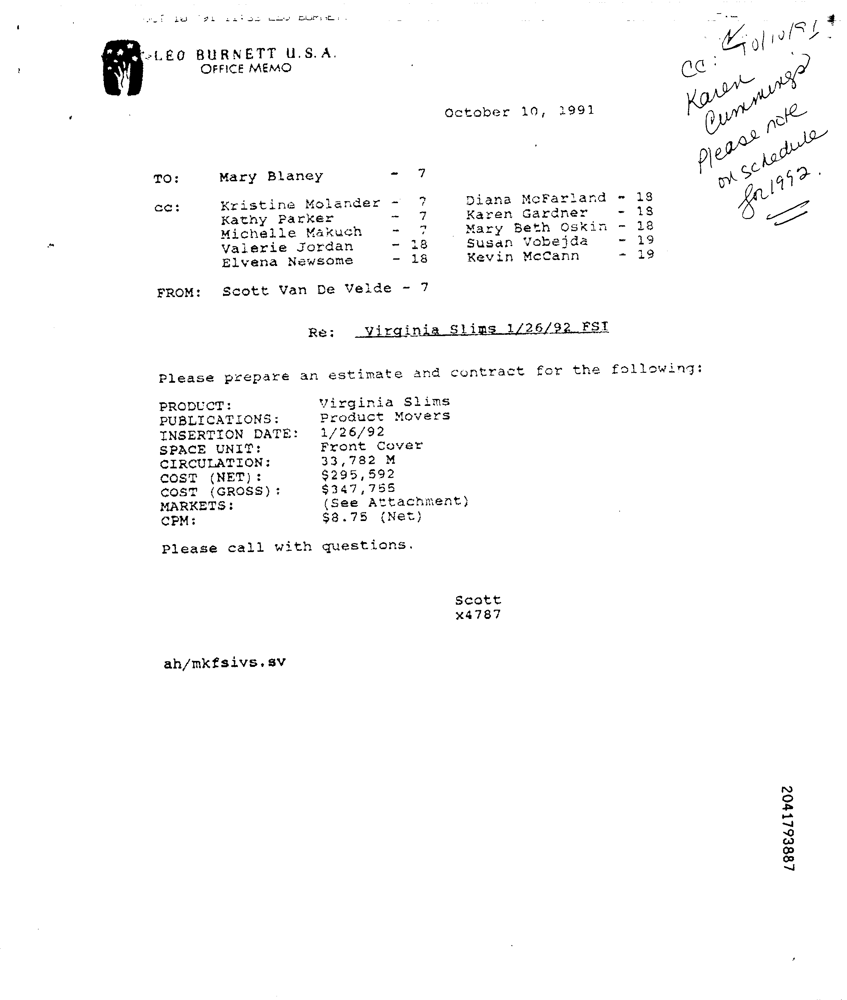 LEO BURNETT U.S.A.
OFFICE MEMO
cc: 10/10/91
Karen
Cummings
Please note
on schedule
for 1992.
October 10, 1991
TO: Mary Blaney - 7
cc: Kristine Molander - 7 Diana McFarland - 18
Kathy Parker - 7 Karen Gardner - 18
Michelle Makuch - 7 Mary Beth Oskin - 18
Valerie Jordan - 18 Susan Vobejda - 19
Elvena Newsome - 18 Kevin McCann - 19
FROM: Scott Van De Velde - 7
Re: Virginia Slims 1/26/92 FSI
Please prepare an estimate and contract for the following:
PRODUCT: Virginia Slims
PUBLICATIONS: Product Movers
INSERTION DATE: 1/26/92
SPACE UNIT: Front Cover
CIRCULATION: 33,782 M
COST (NET): $295,592
COST (GROSS): $347,755
MARKETS: (See Attachment)
CPM: $8.75 (Net)
Please call with questions.
Scott
x4787
ah/mkfsivs.sv
2041793887